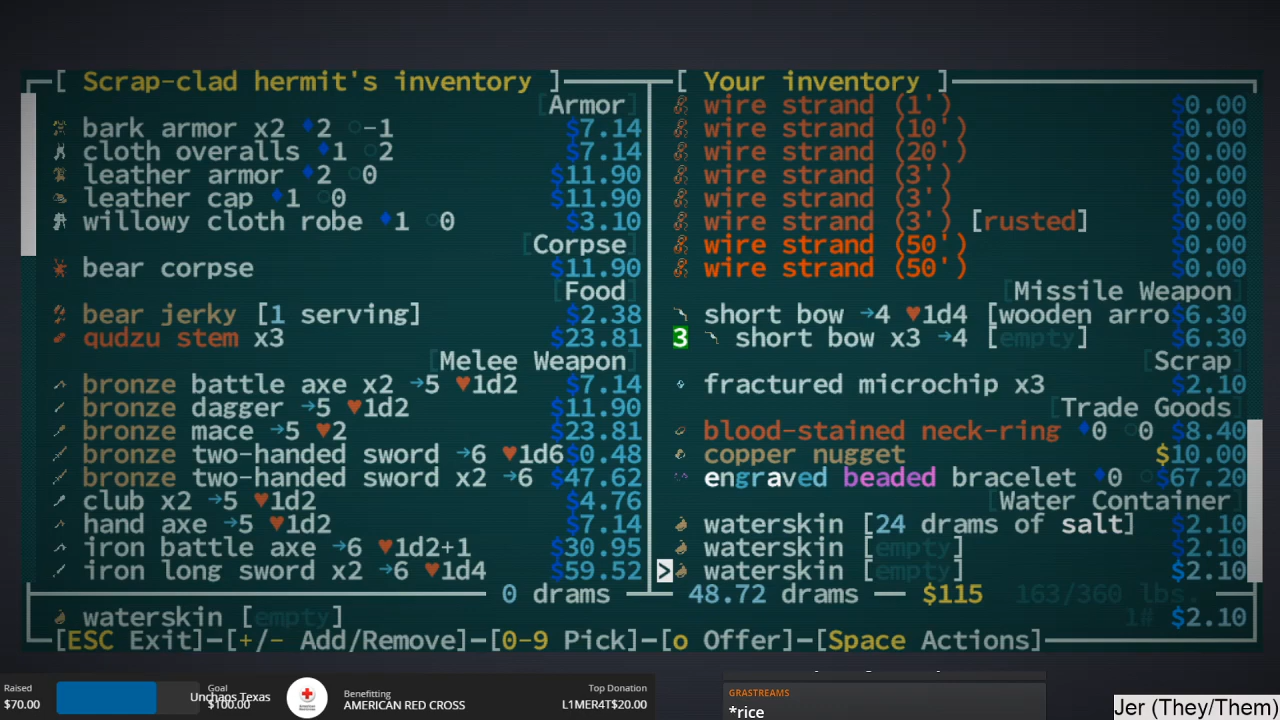 [ Scrap-clad hermit's inventory ]
[Armor]
bark armor x2 ♦2 ○-1 $7.14
cloth overalls ♦1 ○2 $7.14
leather armor ♦2 ○0 $11.90
leather cap ♦1 ○0 $11.90
willowy cloth robe ♦1 ○0 $3.10
[Corpse]
bear corpse $11.90
[Food]
bear jerky [1 serving] $2.38
qudzu stem x3 $23.81
[Melee Weapon]
bronze battle axe x2 →5 ♥1d2 $7.14
bronze dagger →5 ♥1d2 $11.90
bronze mace →5 ♥2 $23.81
bronze two-handed sword →6 ♥1d6 $0.48
bronze two-handed sword x2 →6 $47.62
club x2 →5 ♥1d2 $4.76
hand axe →5 ♥1d2 $7.14
iron battle axe →6 ♥1d2+1 $30.95
iron long sword x2 →6 ♥1d4 $59.52
0 drams
[ Your inventory ]
wire strand (1') $0.00
wire strand (10') $0.00
wire strand (20') $0.00
wire strand (3') $0.00
wire strand (3') $0.00
wire strand (3') [rusted] $0.00
wire strand (50') $0.00
wire strand (50') $0.00
[Missile Weapon]
short bow →4 ♥1d4 [wooden arro $6.30
3 short bow x3 →4 [empty] $6.30
[Scrap]
fractured microchip x3 $2.10
[Trade Goods]
blood-stained neck-ring ♦0 ○0 $8.40
copper nugget $10.00
engraved beaded bracelet ♦0 ○ $67.20
[Water Container]
waterskin [24 drams of salt] $2.10
waterskin [empty] $2.10
> waterskin [empty] $2.10
48.72 drams — $115 163/360 lbs.
waterskin [empty] 1# $2.10
[ESC Exit]-[+/- Add/Remove]-[0-9 Pick]-[o Offer]-[Space Actions]
Raised
$70.00
Goal
$100.00
Unchaos Texas
Benefitting
AMERICAN RED CROSS
Top Donation
L1MER4T$20.00
GRASTREAMS
*rice
Jer (They/Them)